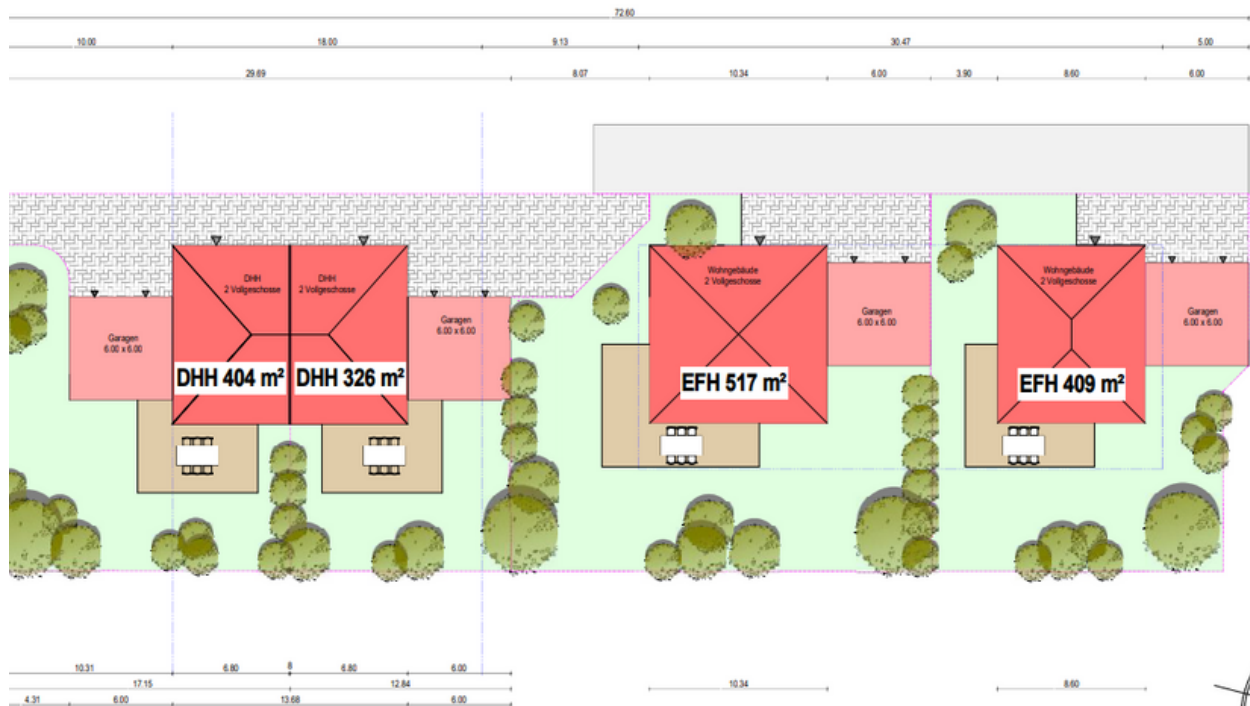 72.60
10.00 18.00 9.13 30.47 5.00
29.69 8.07 10.34 6.00 3.90 8.60 6.00
DHH
2 Vollgeschosse
DHH
2 Vollgeschosse
Wohngebäude
2 Vollgeschosse
Wohngebäude
2 Vollgeschosse
Garagen
6.00 x 6.00
Garagen
6.00 x 6.00
Garagen
6.00 x 6.00
Garagen
6.00 x 6.00
DHH 404 m²
DHH 326 m²
EFH 517 m²
EFH 409 m²
10.31 6.80 8 6.80 6.00
17.15 12.84 10.34 8.60
4.31 6.00 13.68 6.00